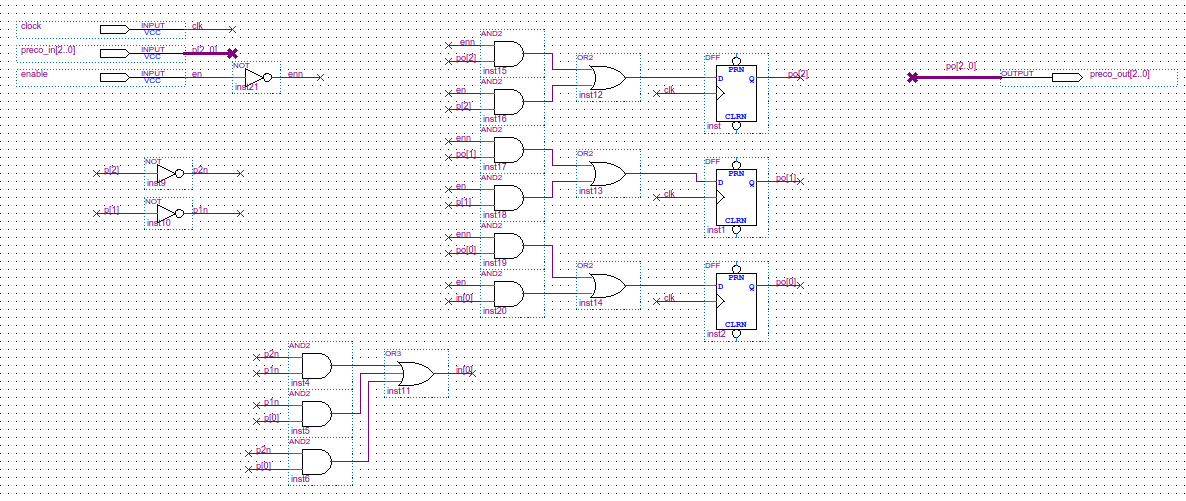 clock INPUT VCC clk
preco_in[2..0] INPUT VCC p[2..0]
enable INPUT VCC en NOT inst21 enn
p[2] NOT inst9 p2n
p[1] NOT inst10 p1n
AND2
enn
po[2]
inst15
AND2
en
p[2]
inst16
OR2
inst12
DFF
PRN
D Q
clk
CLRN
inst
po[2]
AND2
enn
po[1]
inst17
AND2
en
p[1]
inst18
OR2
inst13
DFF
PRN
D Q
clk
CLRN
inst1
po[1]
AND2
enn
po[0]
inst19
AND2
en
in[0]
inst20
OR2
inst14
DFF
PRN
D Q
clk
CLRN
inst2
po[0]
po[2..0] OUTPUT preco_out[2..0]
AND2
p2n
p1n
inst4
AND2
p1n
p[0]
inst5
AND2
p2n
p[0]
inst6
OR3
inst11
in[0]